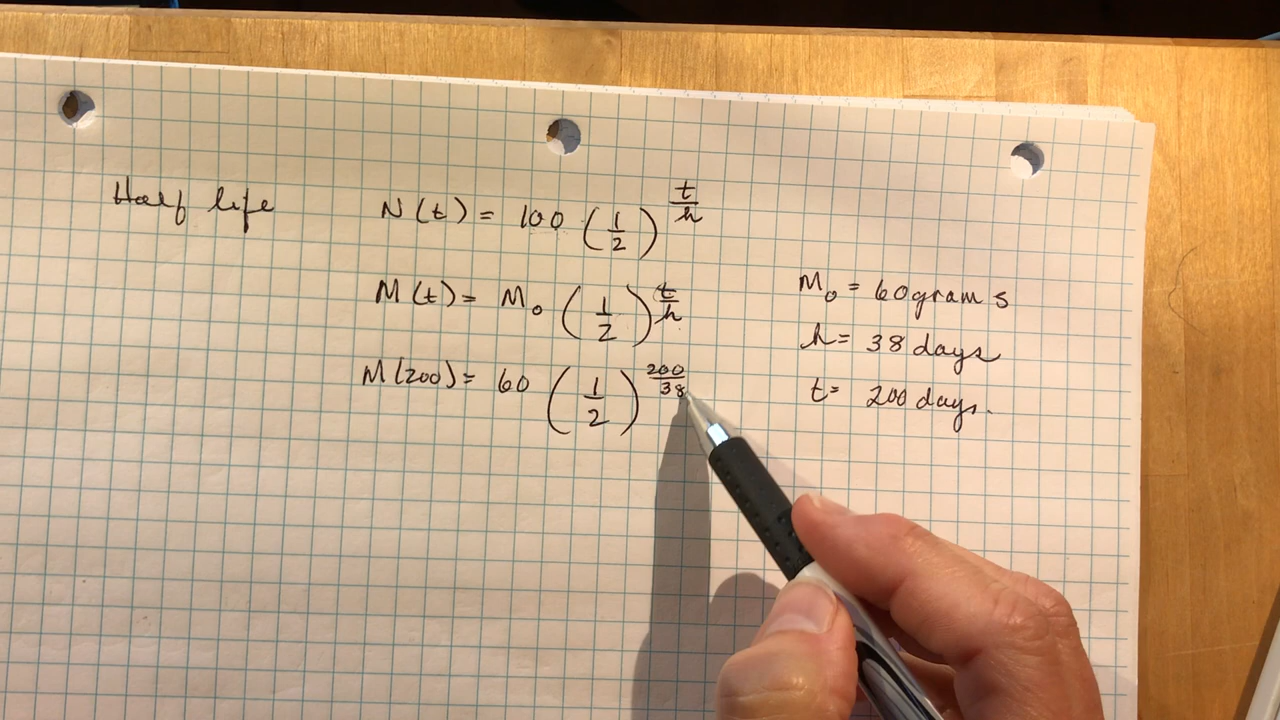 Half life N(t) = 100 (1/2)^(t/h)
M(t) = M₀ (1/2)^(t/h)
M₀ = 60 grams
h = 38 days
M(200) = 60 (1/2)^(200/38)
t = 200 days.